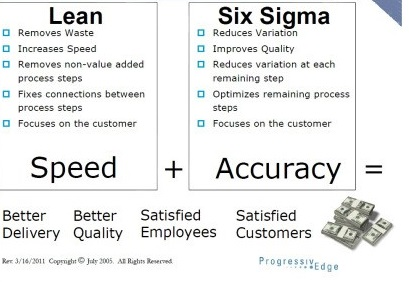 Lean
Removes Waste
Increases Speed
Removes non-value added
process steps
Fixes connections between
process steps
Focuses on the customer
Six Sigma
Reduces Variation
Improves Quality
Reduces variation at each
remaining step
Optimizes remaining process
steps
Focuses on the customer
Speed + Accuracy =
Better
Delivery
Better
Quality
Satisfied
Employees
Satisfied
Customers
Rev: 3/16/2011 Copyright © July 2005. All Rights Reserved.
Progressiv
Edge